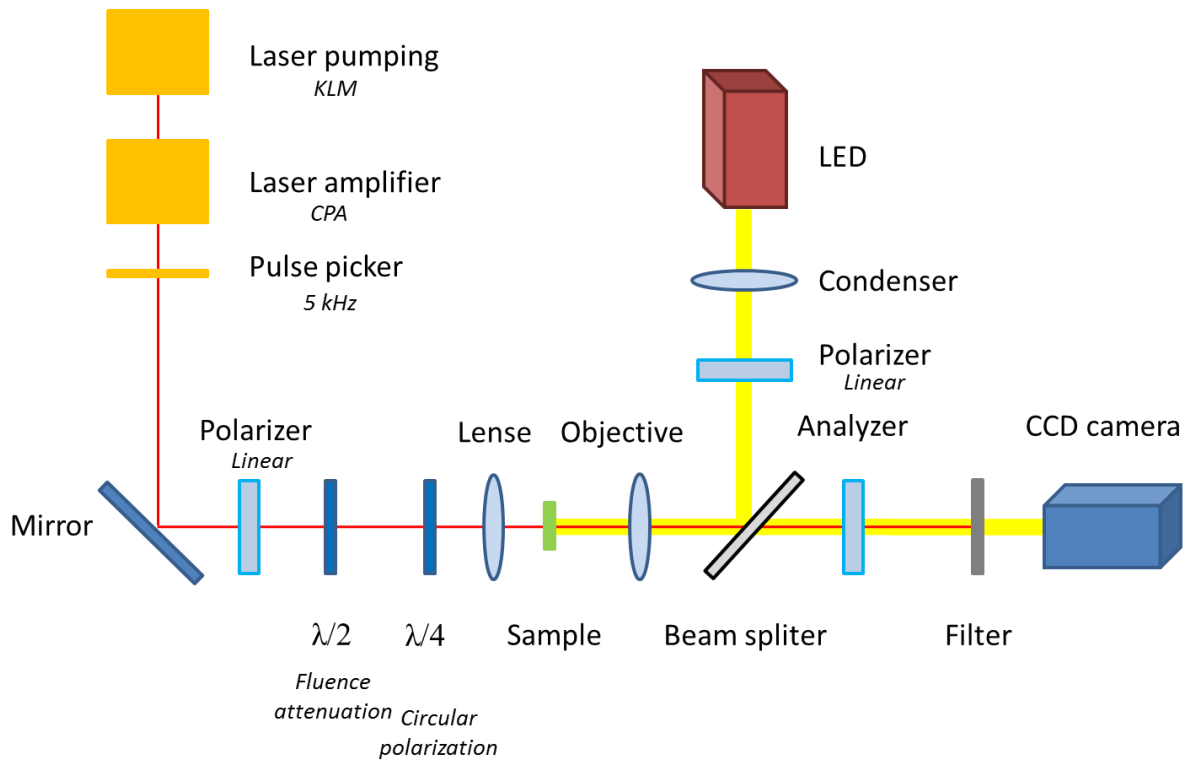 Laser pumping
KLM
LED
Laser amplifier
CPA
Pulse picker
5 kHz
Condenser
Polarizer
Linear
Polarizer
Linear
Lense
Objective
Analyzer
CCD camera
Mirror
λ/2
λ/4
Sample
Beam spliter
Filter
Fluence
attenuation
Circular
polarization